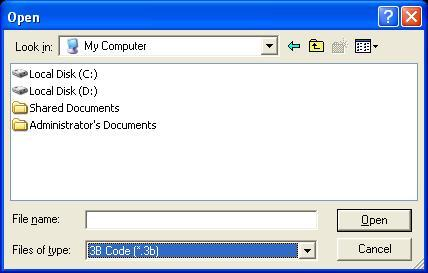 Open
Look in: My Computer
Local Disk (C:)
Local Disk (D:)
Shared Documents
Administrator's Documents
File name: Open
Files of type: 3B Code (*.3b) Cancel